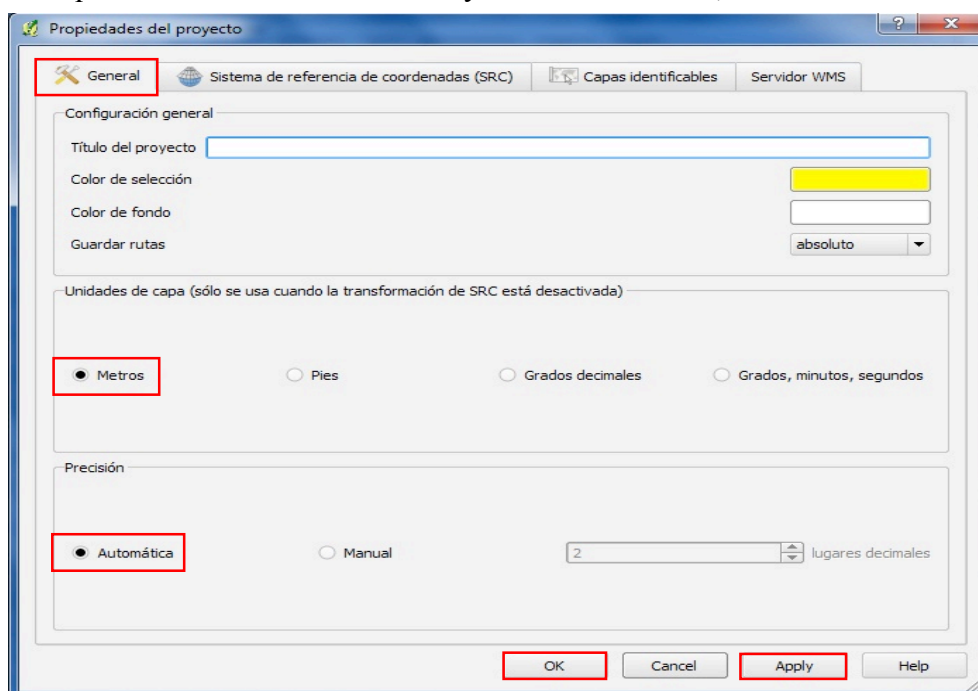 Propiedades del proyecto
General Sistema de referencia de coordenadas (SRC) Capas identificables Servidor WMS
Configuración general
Título del proyecto
Color de selección
Color de fondo
Guardar rutas absoluto
Unidades de capa (sólo se usa cuando la transformación de SRC está desactivada)
Metros Pies Grados decimales Grados, minutos, segundos
Precisión
Automática Manual 2 lugares decimales
OK Cancel Apply Help